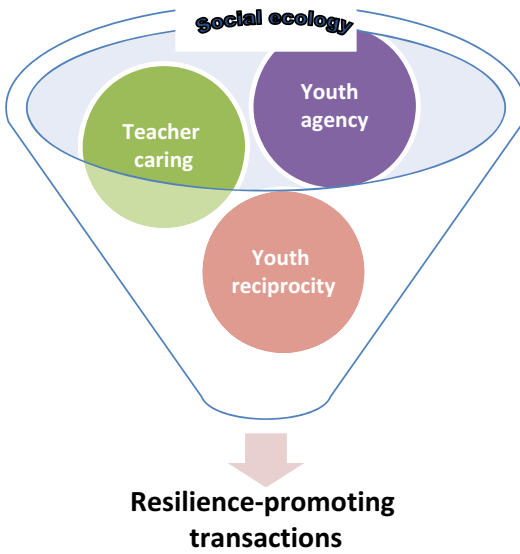 Social ecology
Youth
agency
Teacher
caring
Youth
reciprocity
Resilience-promoting
transactions